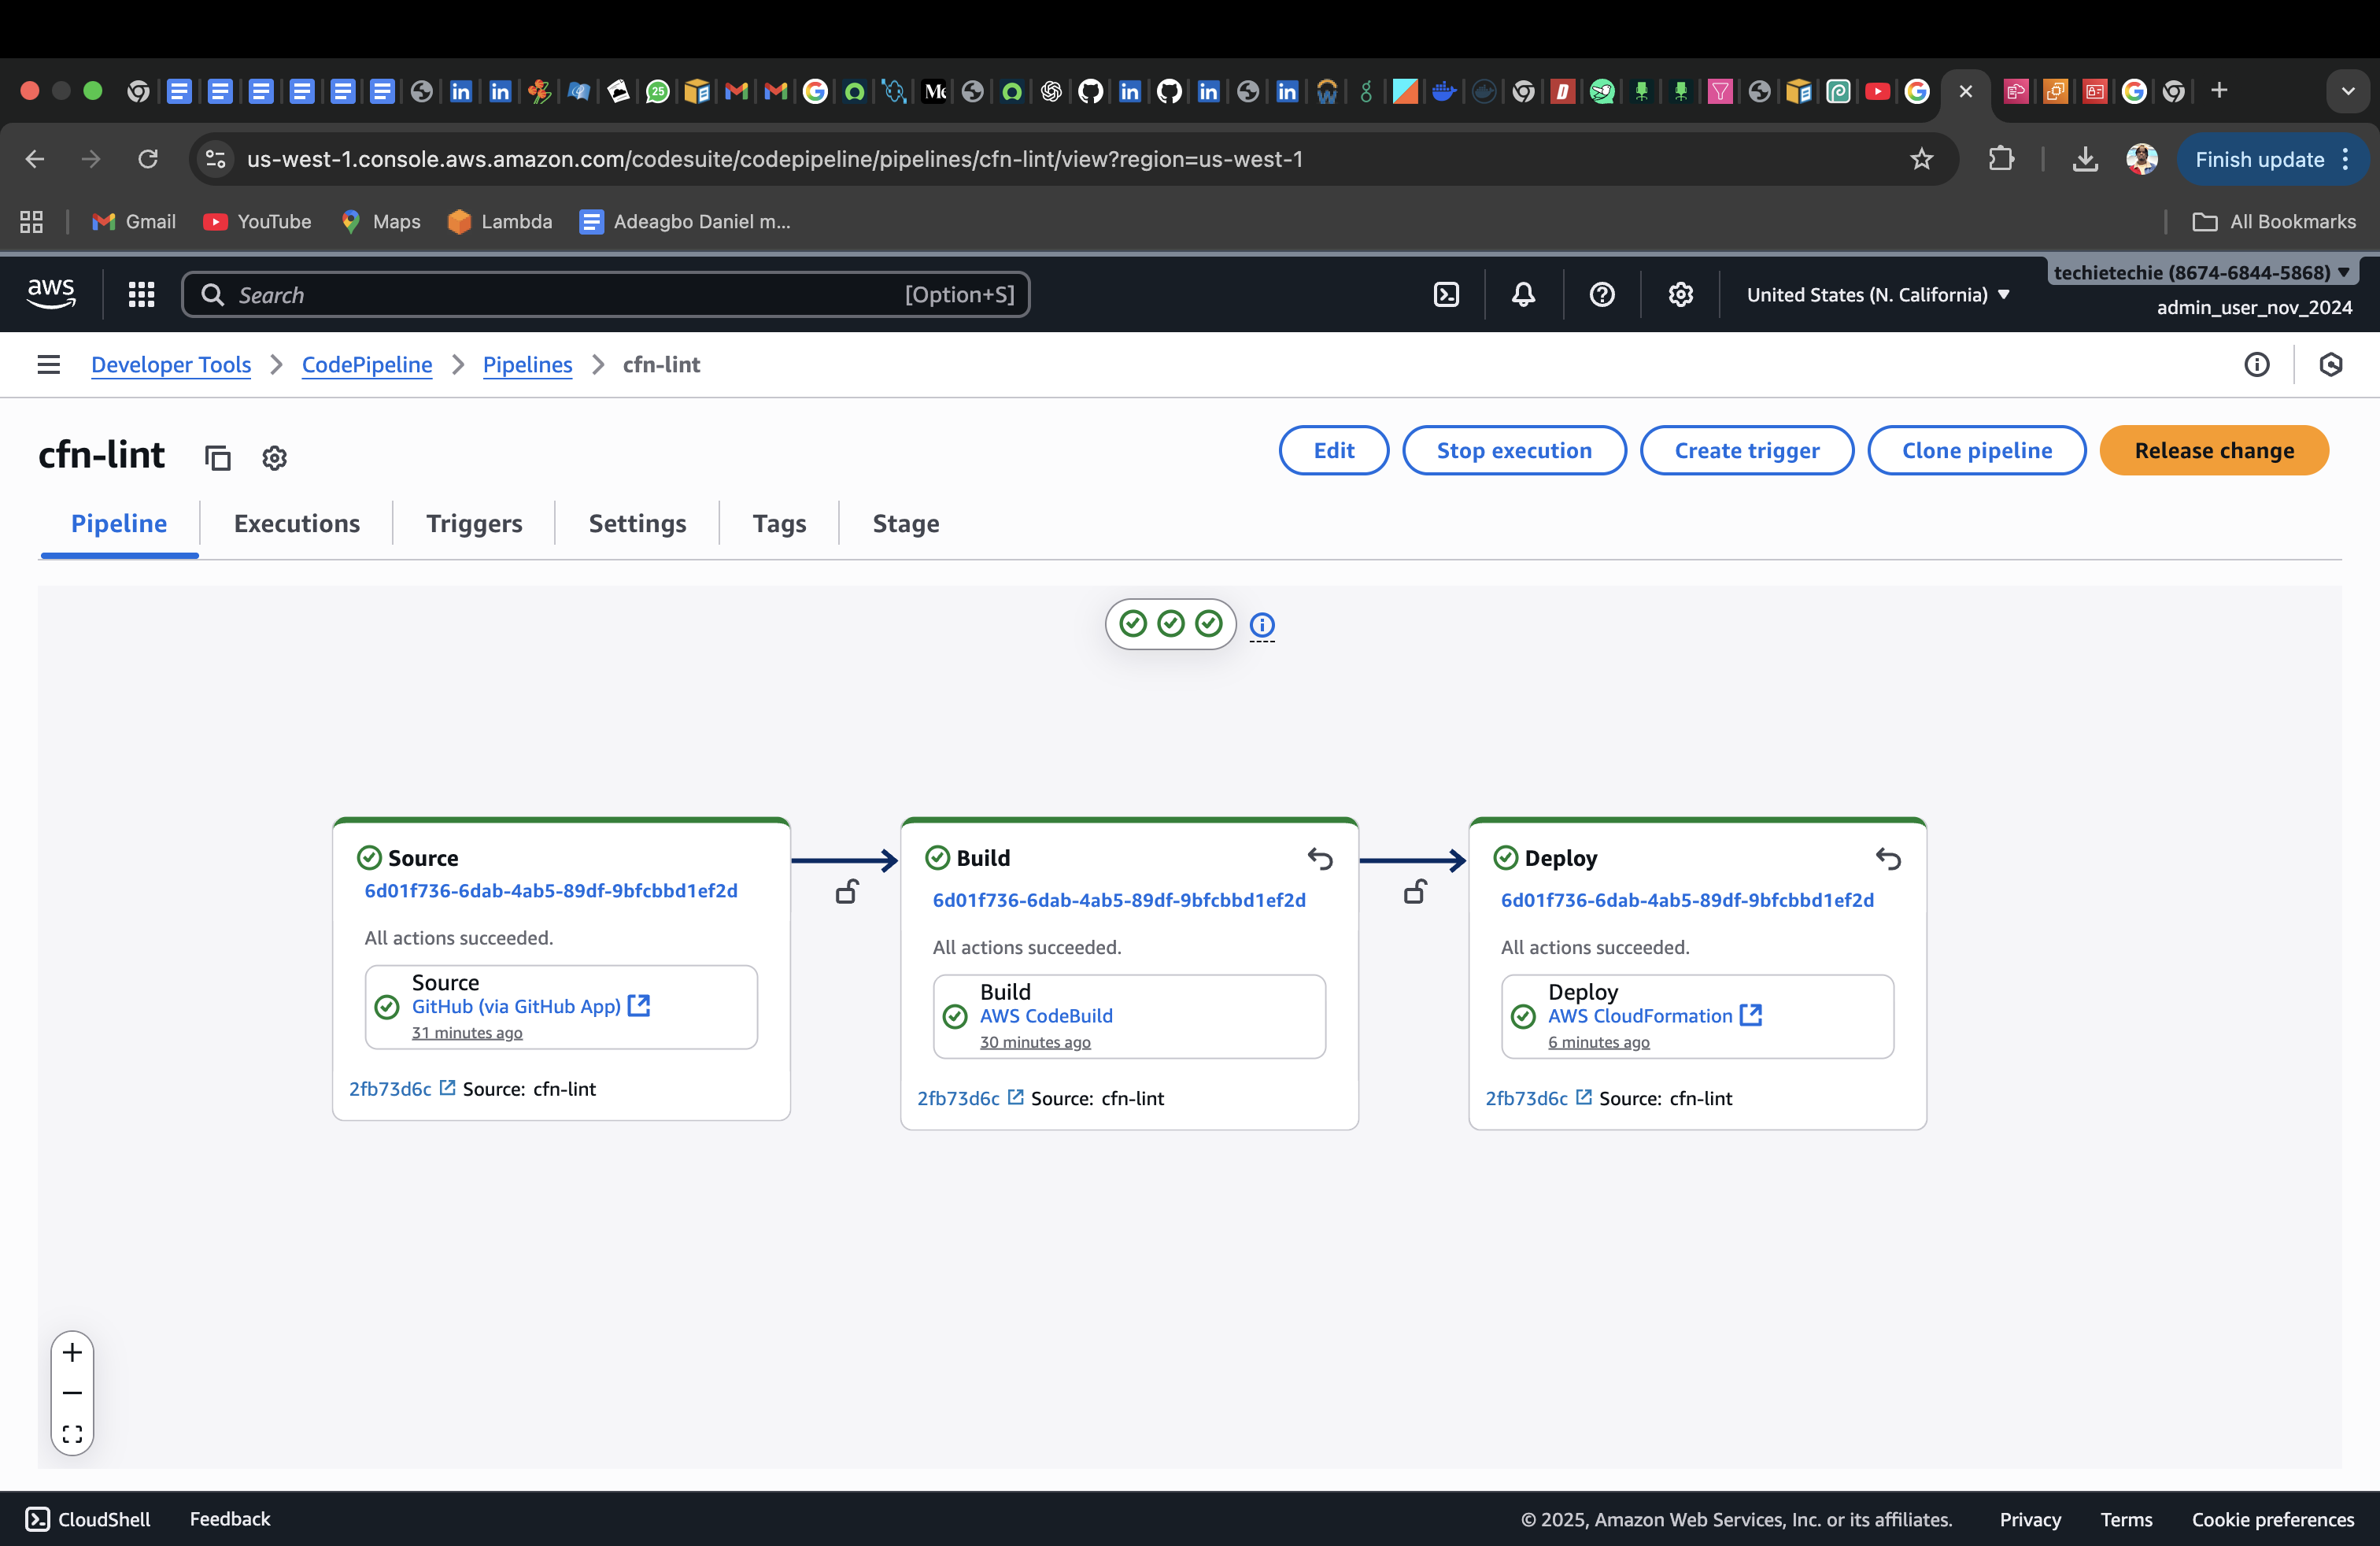 25
us-west-1.console.aws.amazon.com/codesuite/codepipeline/pipelines/cfn-lint/view?region=us-west-1
Finish update
Gmail
YouTube
Maps
Lambda
Adeagbo Daniel m...
All Bookmarks
aws
Search
[Option+S]
United States (N. California)
techietechie (8674-6844-5868)
admin_user_nov_2024
Developer Tools
CodePipeline
Pipelines
cfn-lint
cfn-lint
Edit
Stop execution
Create trigger
Clone pipeline
Release change
Pipeline
Executions
Triggers
Settings
Tags
Stage
Source
6d01f736-6dab-4ab5-89df-9bfcbbd1ef2d
All actions succeeded.
Source
GitHub (via GitHub App)
31 minutes ago
2fb73d6c Source: cfn-lint
Build
6d01f736-6dab-4ab5-89df-9bfcbbd1ef2d
All actions succeeded.
Build
AWS CodeBuild
30 minutes ago
2fb73d6c Source: cfn-lint
Deploy
6d01f736-6dab-4ab5-89df-9bfcbbd1ef2d
All actions succeeded.
Deploy
AWS CloudFormation
6 minutes ago
2fb73d6c Source: cfn-lint
CloudShell
Feedback
© 2025, Amazon Web Services, Inc. or its affiliates.
Privacy
Terms
Cookie preferences